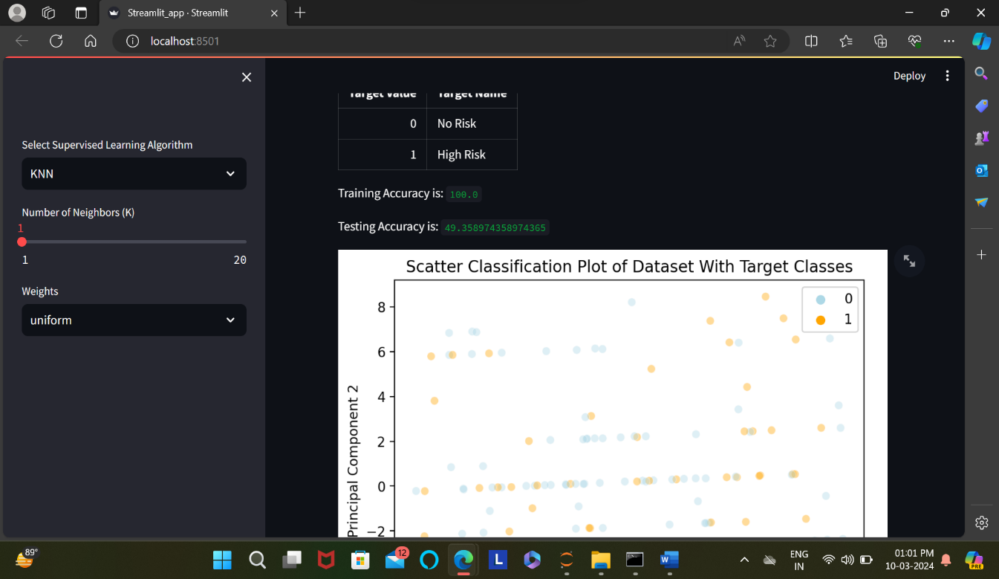 Streamlit_app · Streamlit
localhost:8501
Deploy
Select Supervised Learning Algorithm
KNN
Number of Neighbors (K)
1
1 20
Weights
uniform
Target Value Target Name
0 No Risk
1 High Risk
Training Accuracy is: 100.0
Testing Accuracy is: 49.358974358974365
Scatter Classification Plot of Dataset With Target Classes
0
1
8
6
4
2
0
−2
Principal Component 2
89°
12
L
W
ENG
IN
01:01 PM
10-03-2024
PRE